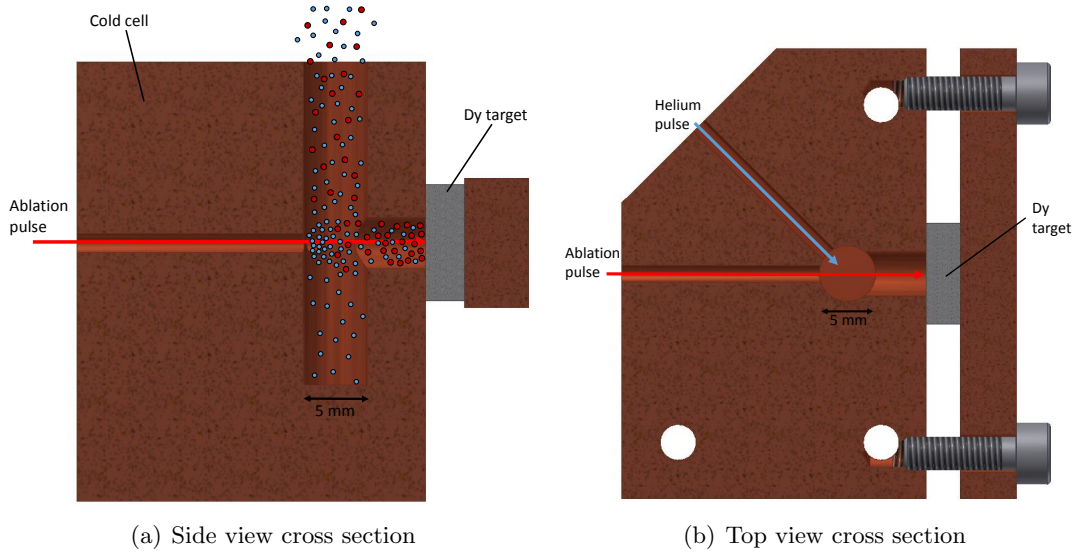 Cold cell
Dy target
Ablation
pulse
5 mm
(a) Side view cross section
Helium
pulse
Dy
target
Ablation
pulse
5 mm
(b) Top view cross section